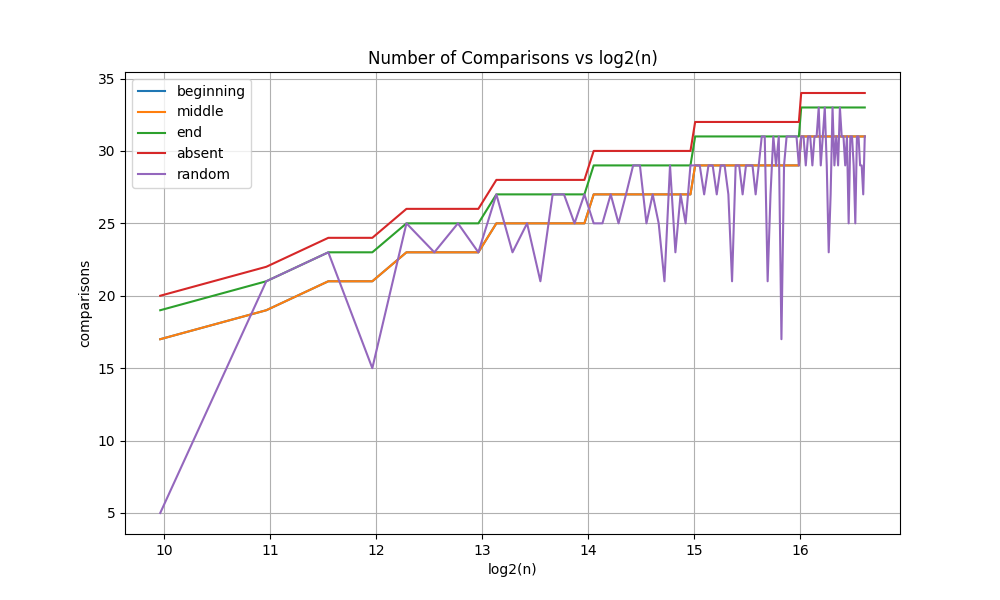 Number of Comparisons vs log2(n)
35
30
25
20
15
10
5
comparisons
beginning
middle
end
absent
random
10 11 12 13 14 15 16
log2(n)